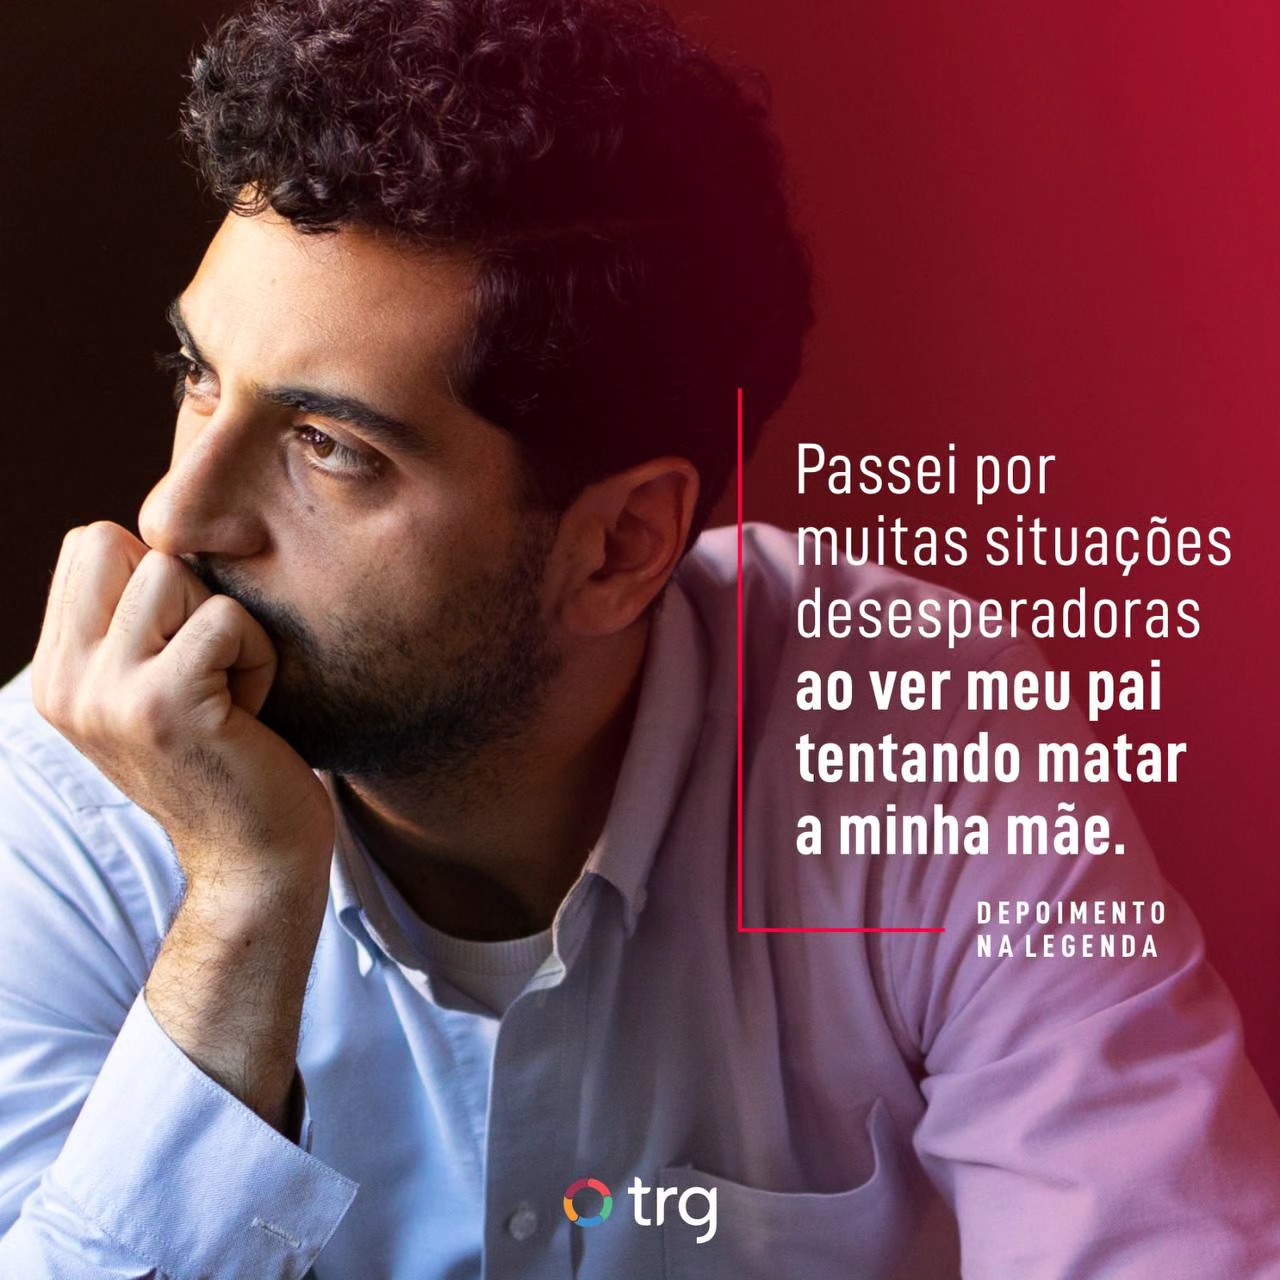 Passei por
muitas situações
desesperadoras
ao ver meu pai
tentando matar
a minha mãe.
DEPOIMENTO
NA LEGENDA
trg